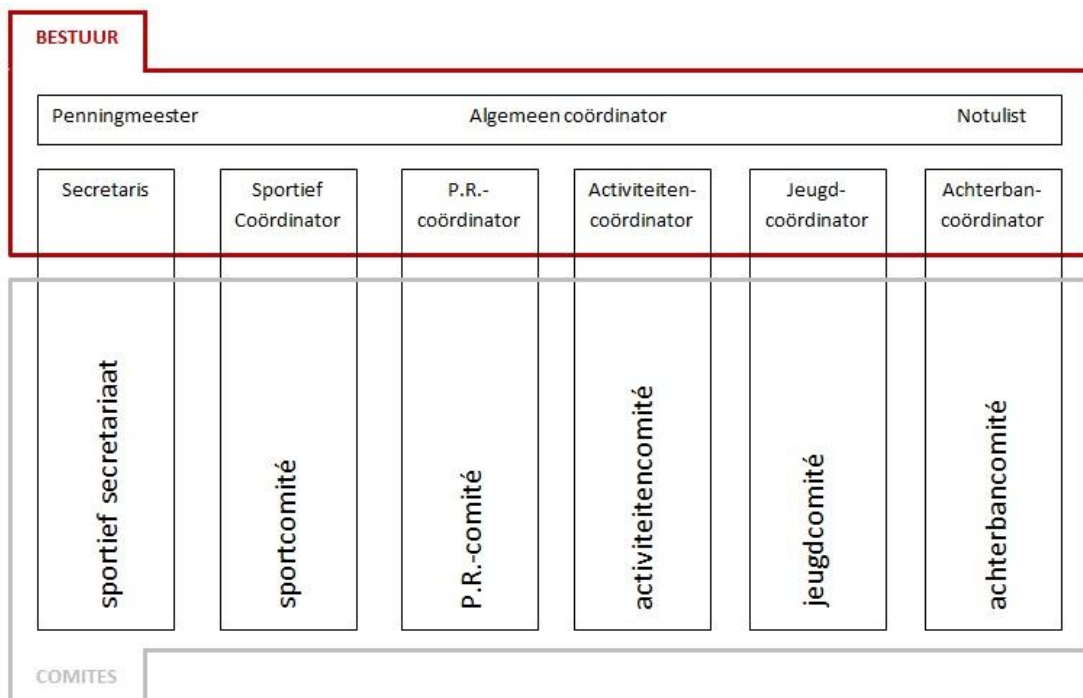 BESTUUR
Penningmeester Algemeen coördinator Notulist
Secretaris
Sportief
Coördinator
P.R.-
coördinator
Activiteiten-
coördinator
Jeugd-
coördinator
Achterban-
coördinator
sportief secretariaat
sportcomité
P.R.-comité
activiteitencomité
jeugdcomité
achterbancomité
COMITES